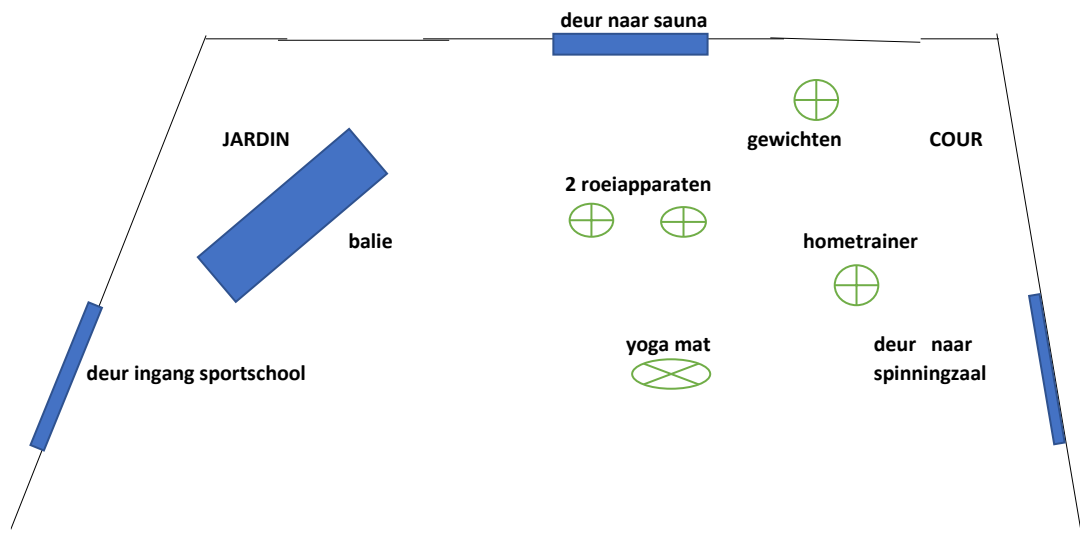 deur naar sauna
JARDIN
gewichten
COUR
2 roeiapparaten
balie
hometrainer
yoga mat
deur naar
spinningzaal
deur ingang sportschool